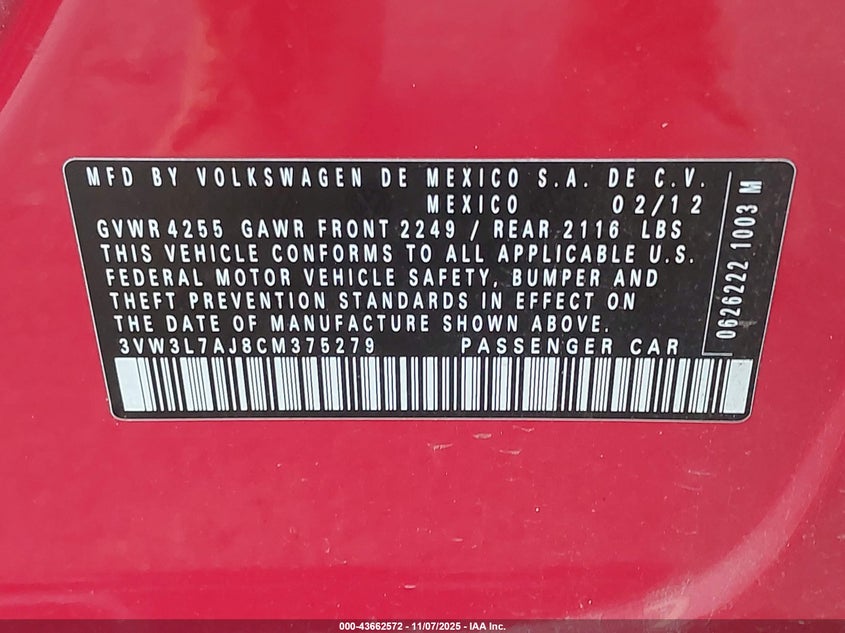 MFD BY VOLKSWAGEN DE MEXICO S.A. DE C.V.
MEXICO 02/12
GVWR 4255 GAWR FRONT 2249 / REAR 2116 LBS
THIS VEHICLE CONFORMS TO ALL APPLICABLE U.S.
FEDERAL MOTOR VEHICLE SAFETY, BUMPER AND
THEFT PREVENTION STANDARDS IN EFFECT ON
THE DATE OF MANUFACTURE SHOWN ABOVE.
3VW3L7AJ8CM375279 PASSENGER CAR
0626222 1003 M
000-43662572 - 11/07/2025 - IAA Inc.